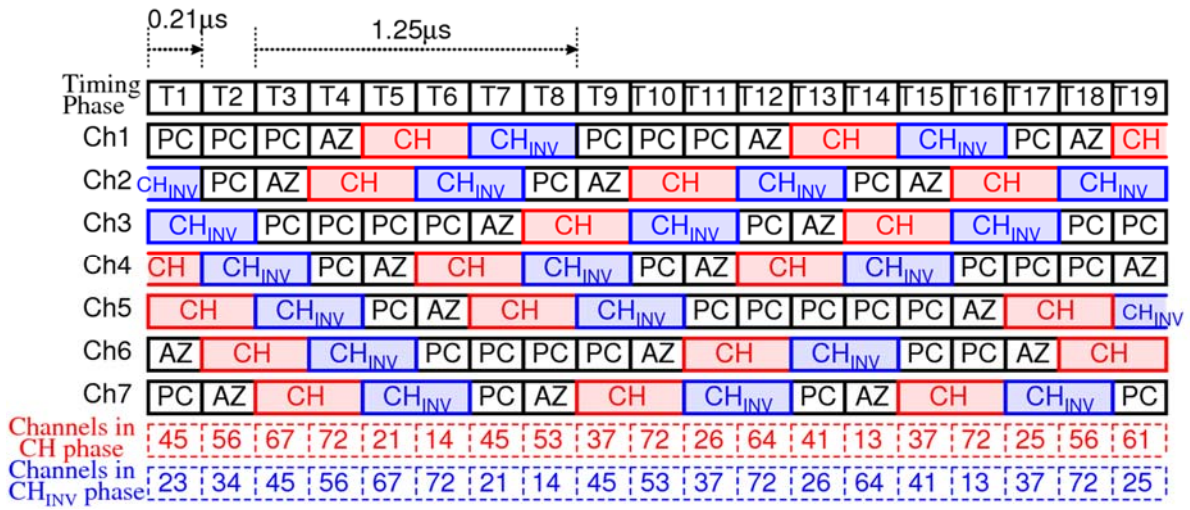 0.21µs
1.25µs
Timing Phase T1 T2 T3 T4 T5 T6 T7 T8 T9 T10 T11 T12 T13 T14 T15 T16 T17 T18 T19
Ch1 PC PC PC AZ CH CHINV PC PC PC AZ CH CHINV PC AZ CH
Ch2 CHINV PC AZ CH CHINV PC AZ CH CHINV PC AZ CH CHINV
Ch3 CHINV PC PC PC PC AZ CH CHINV PC AZ CH CHINV PC PC
Ch4 CH CHINV PC AZ CH CHINV PC AZ CH CHINV PC PC PC AZ
Ch5 CH CHINV PC AZ CH CHINV PC PC PC PC PC AZ CH CHINV
Ch6 AZ CH CHINV PC PC PC PC AZ CH CHINV PC PC AZ CH
Ch7 PC AZ CH CHINV PC AZ CH CHINV PC AZ CH CHINV PC
Channels in CH phase 45 56 67 72 21 14 45 53 37 72 26 64 41 13 37 72 25 56 61
Channels in CHINV phase 23 34 45 56 67 72 21 14 45 53 37 72 26 64 41 13 37 72 25